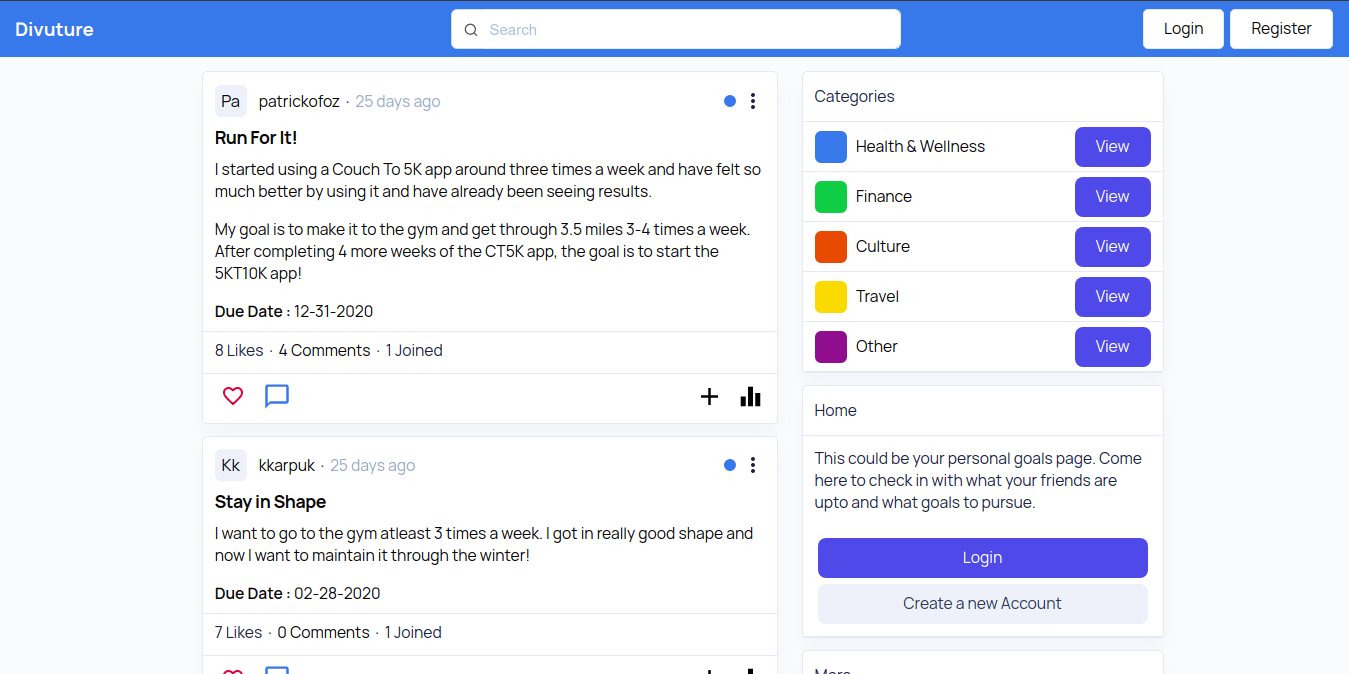 Divuture
Search
Login
Register
Pa
patrickofoz · 25 days ago
Run For It!
I started using a Couch To 5K app around three times a week and have felt so
much better by using it and have already been seeing results.
My goal is to make it to the gym and get through 3.5 miles 3-4 times a week.
After completing 4 more weeks of the CT5K app, the goal is to start the
5KT10K app!
Due Date : 12-31-2020
8 Likes · 4 Comments · 1 Joined
Kk
kkarpuk · 25 days ago
Stay in Shape
I want to go to the gym atleast 3 times a week. I got in really good shape and
now I want to maintain it through the winter!
Due Date : 02-28-2020
7 Likes · 0 Comments · 1 Joined
Categories
Health & Wellness
View
Finance
View
Culture
View
Travel
View
Other
View
Home
This could be your personal goals page. Come
here to check in with what your friends are
upto and what goals to pursue.
Login
Create a new Account
More